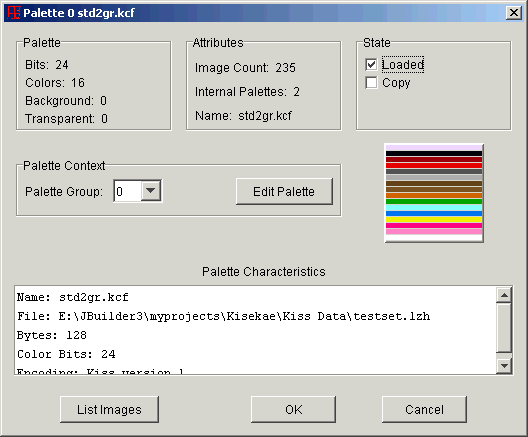 Palette 0 std2gr.kcf
Palette
Bits: 24
Colors: 16
Background: 0
Transparent: 0
Attributes
Image Count: 235
Internal Palettes: 2
Name: std2gr.kcf
State
Loaded
Copy
Palette Context
Palette Group: 0
Edit Palette
Palette Characteristics
Name: std2gr.kcf
File: E:\JBuilder3\myprojects\Kisekae\Kiss Data\testset.lzh
Bytes: 128
Color Bits: 24
Encoding: Kiss version 1
List Images
OK
Cancel